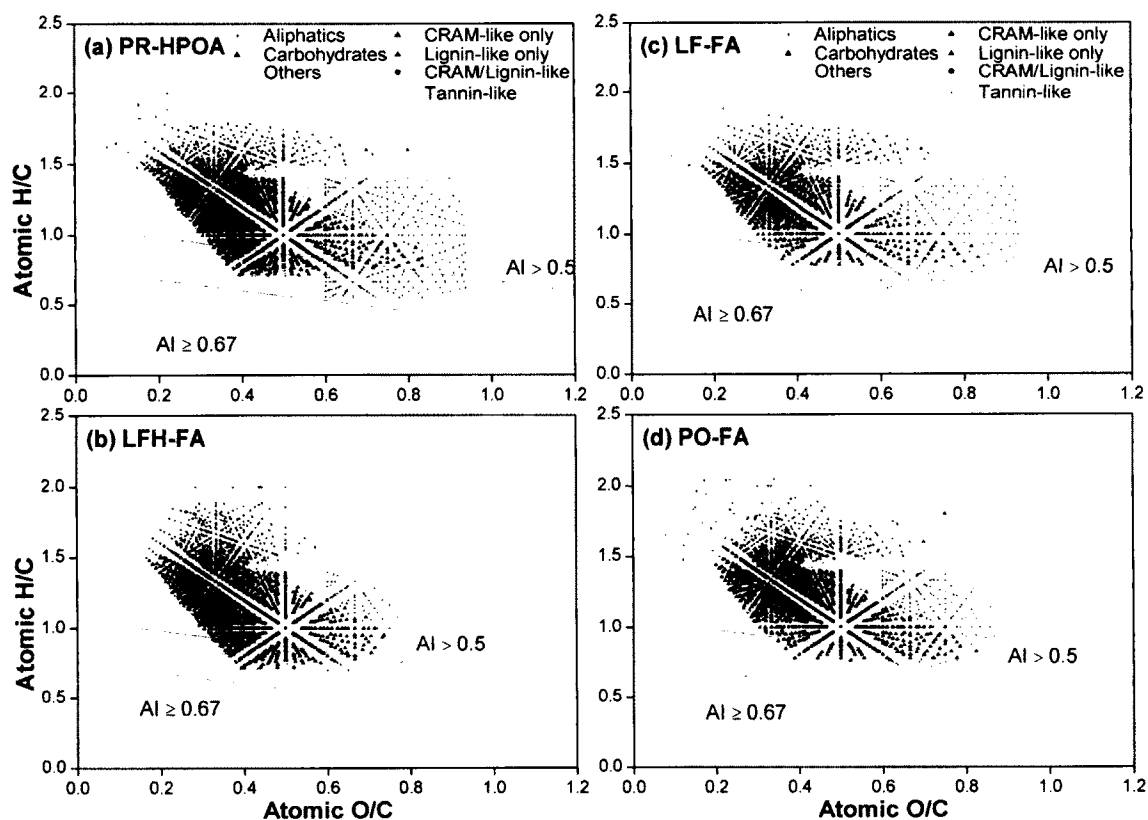 (a) PR-HPOA
Aliphatics
Carbohydrates
Others
CRAM-like only
Lignin-like only
CRAM/Lignin-like
Tannin-like
2.5
2.0
1.5
1.0
0.5
0.0
Atomic H/C
AI > 0.5
AI ≥ 0.67
0.0 0.2 0.4 0.6 0.8 1.0 1.2
(c) LF-FA
Aliphatics
Carbohydrates
Others
CRAM-like only
Lignin-like only
CRAM/Lignin-like
Tannin-like
2.5
2.0
1.5
1.0
0.5
0.0
AI > 0.5
AI ≥ 0.67
0.0 0.2 0.4 0.6 0.8 1.0 1.2
(b) LFH-FA
2.5
2.0
1.5
1.0
0.5
0.0
Atomic H/C
AI > 0.5
AI ≥ 0.67
0.0 0.2 0.4 0.6 0.8 1.0 1.2
Atomic O/C
(d) PO-FA
2.5
2.0
1.5
1.0
0.5
0.0
AI > 0.5
AI ≥ 0.67
0.0 0.2 0.4 0.6 0.8 1.0 1.2
Atomic O/C